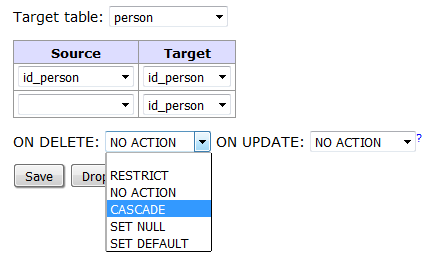 Target table: person
Source Target
id_person id_person
id_person
ON DELETE: NO ACTION ON UPDATE: NO ACTION ?
Save Drop
RESTRICT
NO ACTION
CASCADE
SET NULL
SET DEFAULT